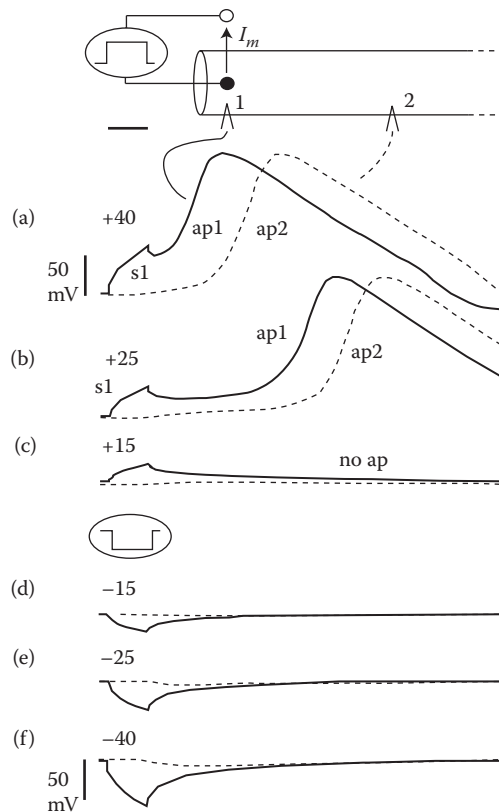 I_m
1
2
(a)
+40
50
mV
s1
ap1
ap2
(b)
+25
s1
ap1
ap2
(c)
+15
no ap
(d)
−15
(e)
−25
(f)
−40
50
mV